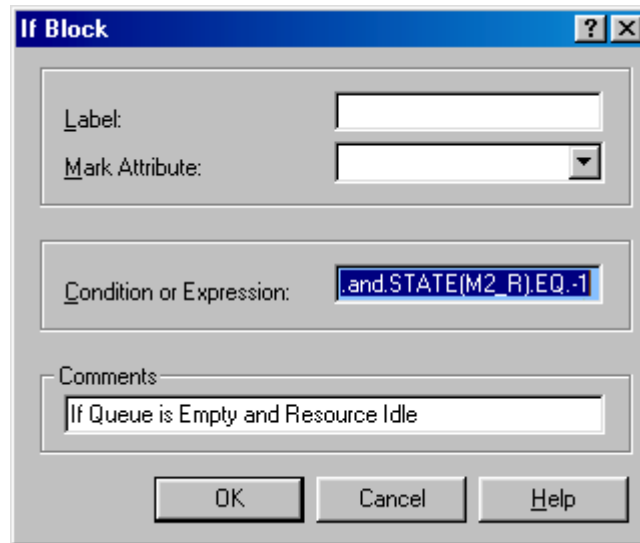 If Block
Label:
Mark Attribute:
Condition or Expression: .and.STATE(M2_R).EQ.-1
Comments
If Queue is Empty and Resource Idle
OK Cancel Help